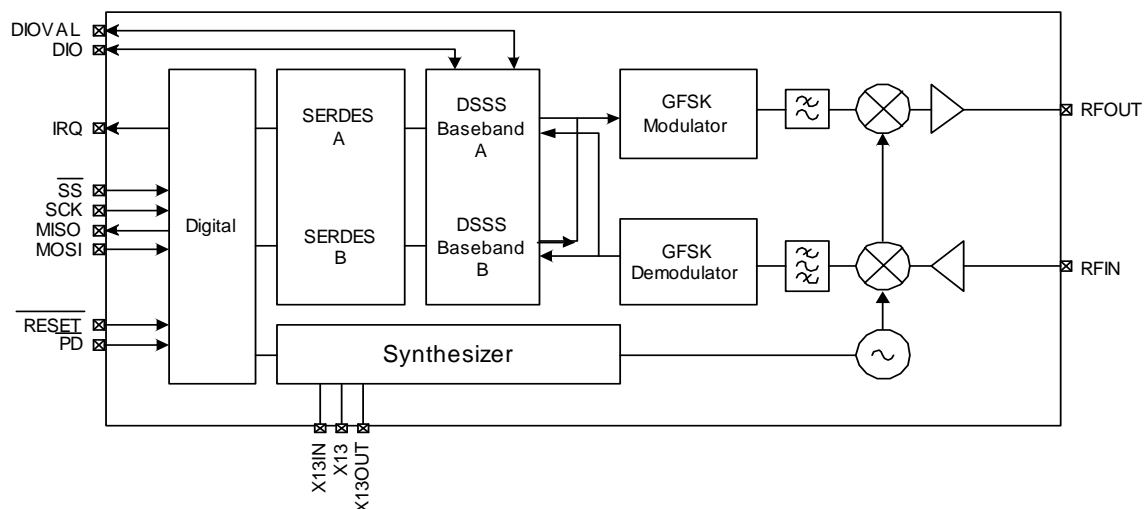 DIOVAL
DIO
IRQ
SS
SCK
MISO
MOSI
RESET
PD
Digital
SERDES
A
SERDES
B
DSSS
Baseband
A
DSSS
Baseband
B
GFSK
Modulator
GFSK
Demodulator
Synthesizer
RFOUT
RFIN
X13IN
X13
X13OUT